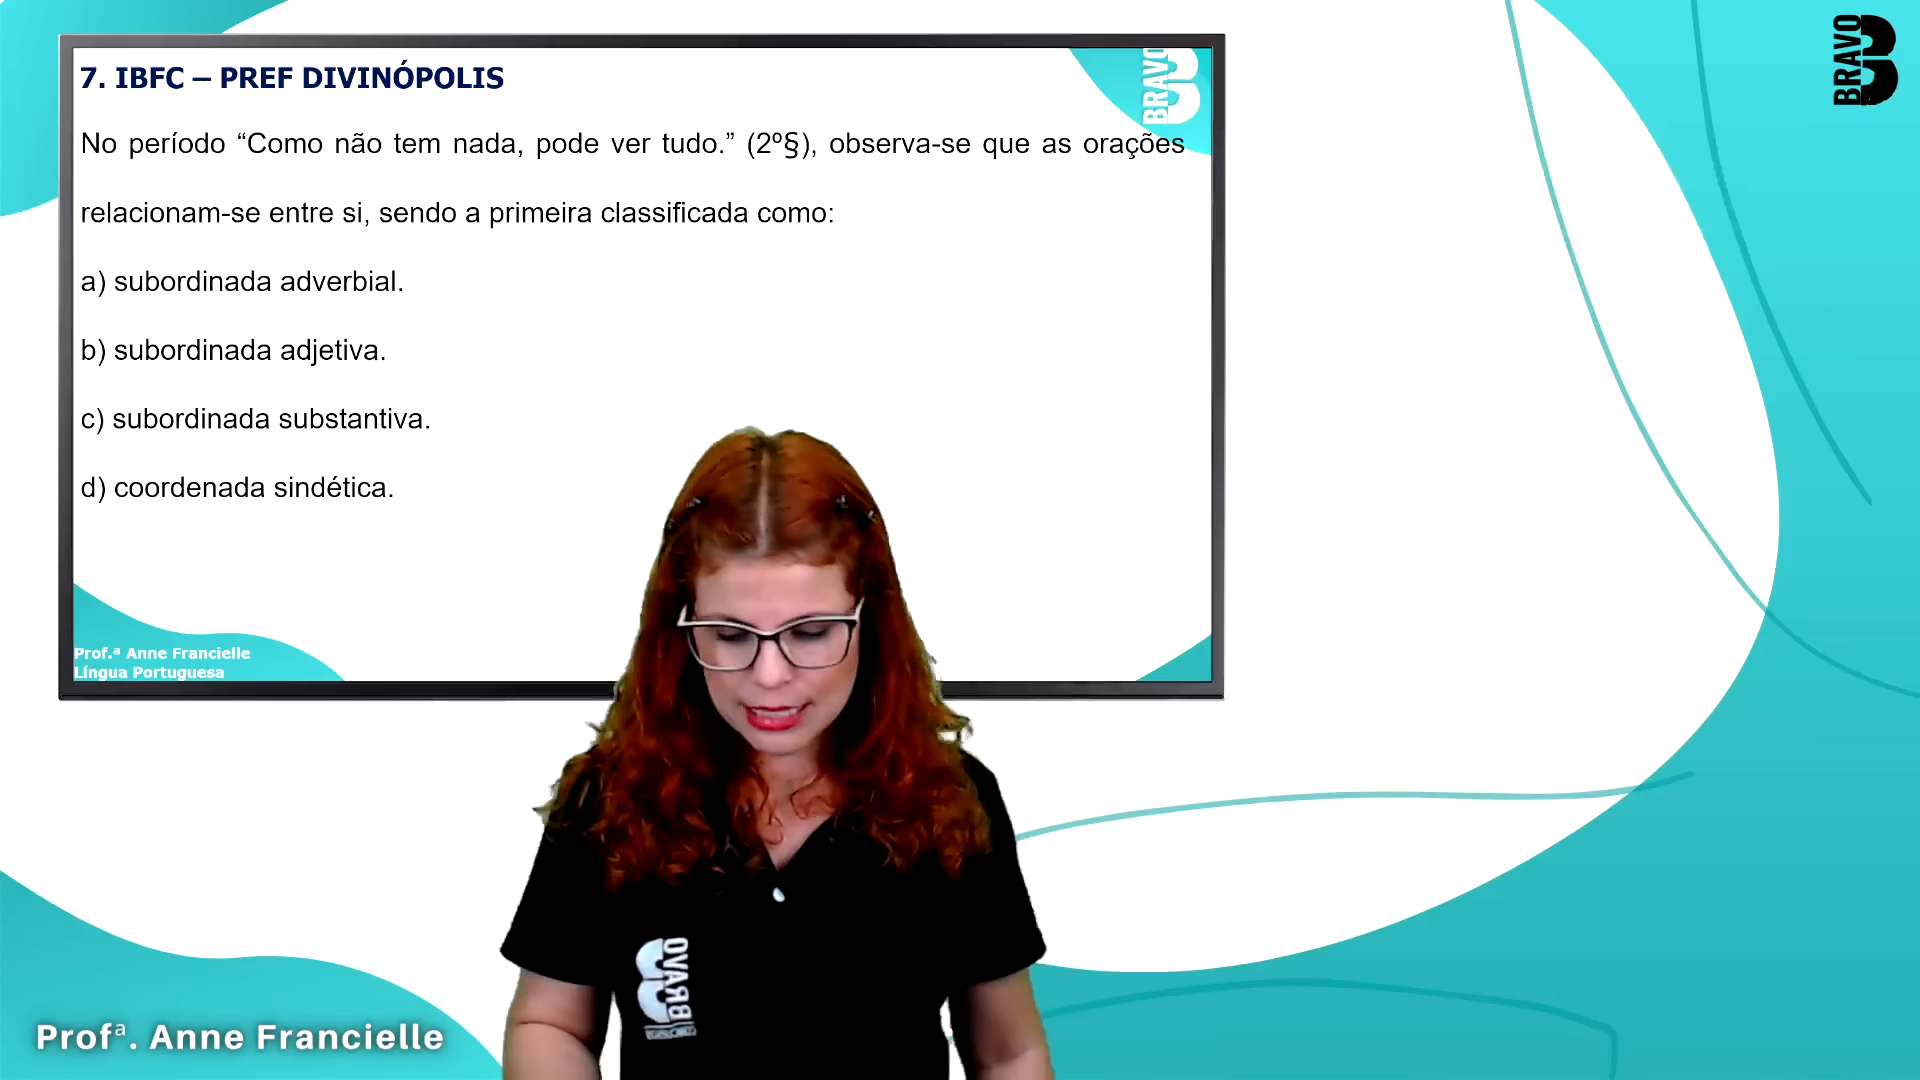 7. IBFC – PREF DIVINÓPOLIS
BRAVO
No período “Como não tem nada, pode ver tudo.” (2º§), observa-se que as orações
relacionam-se entre si, sendo a primeira classificada como:
a) subordinada adverbial.
b) subordinada adjetiva.
c) subordinada substantiva.
d) coordenada sindética.
Prof.ª Anne Francielle
Língua Portuguesa
BRAVO
BRAVO
Profª. Anne Francielle